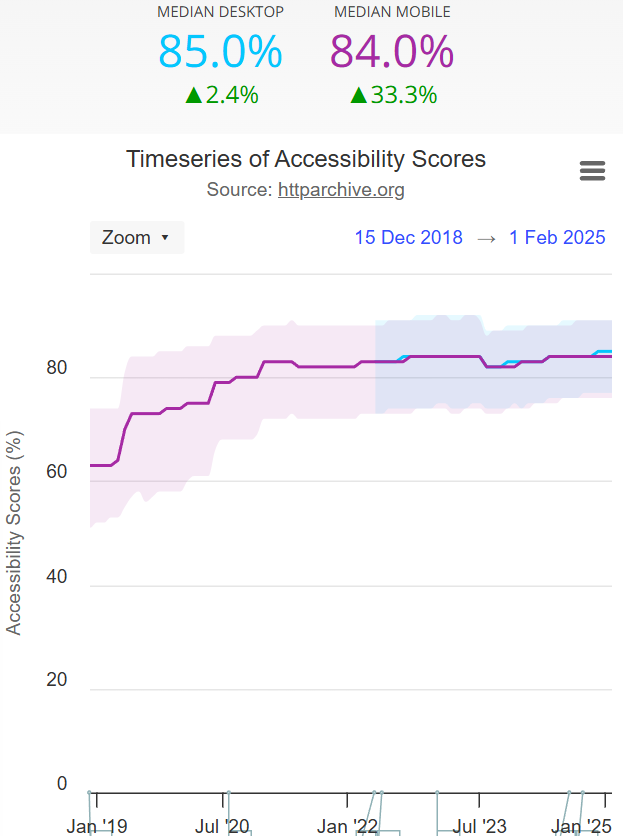 MEDIAN DESKTOP
MEDIAN MOBILE
85.0%
84.0%
▲2.4%
▲33.3%
Timeseries of Accessibility Scores
Source: httparchive.org
Zoom ▼
15 Dec 2018 → 1 Feb 2025
Accessibility Scores (%)
80
60
40
20
0
Jan '19
Jul '20
Jan '22
Jul '23
Jan '25